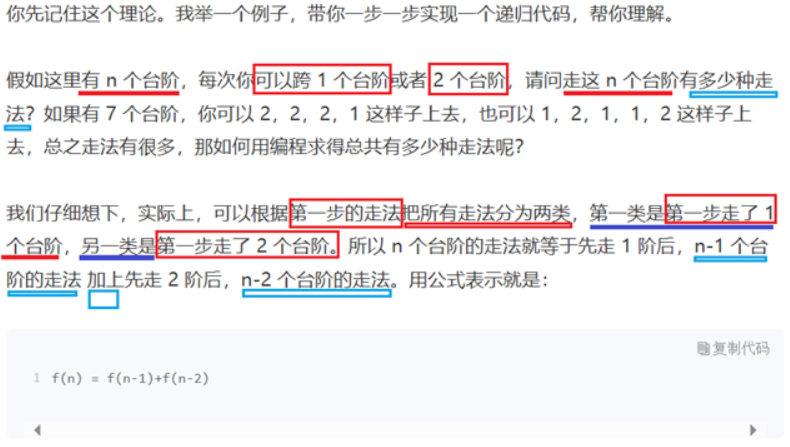 你先记住这个理论。我举一个例子，带你一步一步实现一个递归代码，帮你理解。
假如这里有 n 个台阶，每次你可以跨 1 个台阶或者 2 个台阶，请问走这 n 个台阶有多少种走
法？如果有 7 个台阶，你可以 2，2，2，1 这样子上去，也可以 1，2，1，1，2 这样子上
去，总之走法有很多，那如何用编程求得总共有多少种走法呢？
我们仔细想下，实际上，可以根据第一步的走法把所有走法分为两类，第一类是第一步走了 1
个台阶，另一类是第一步走了 2 个台阶。所以 n 个台阶的走法就等于先走 1 阶后，n-1 个台
阶的走法 加上先走 2 阶后，n-2 个台阶的走法。用公式表示就是：
复制代码
1 f(n) = f(n-1)+f(n-2)